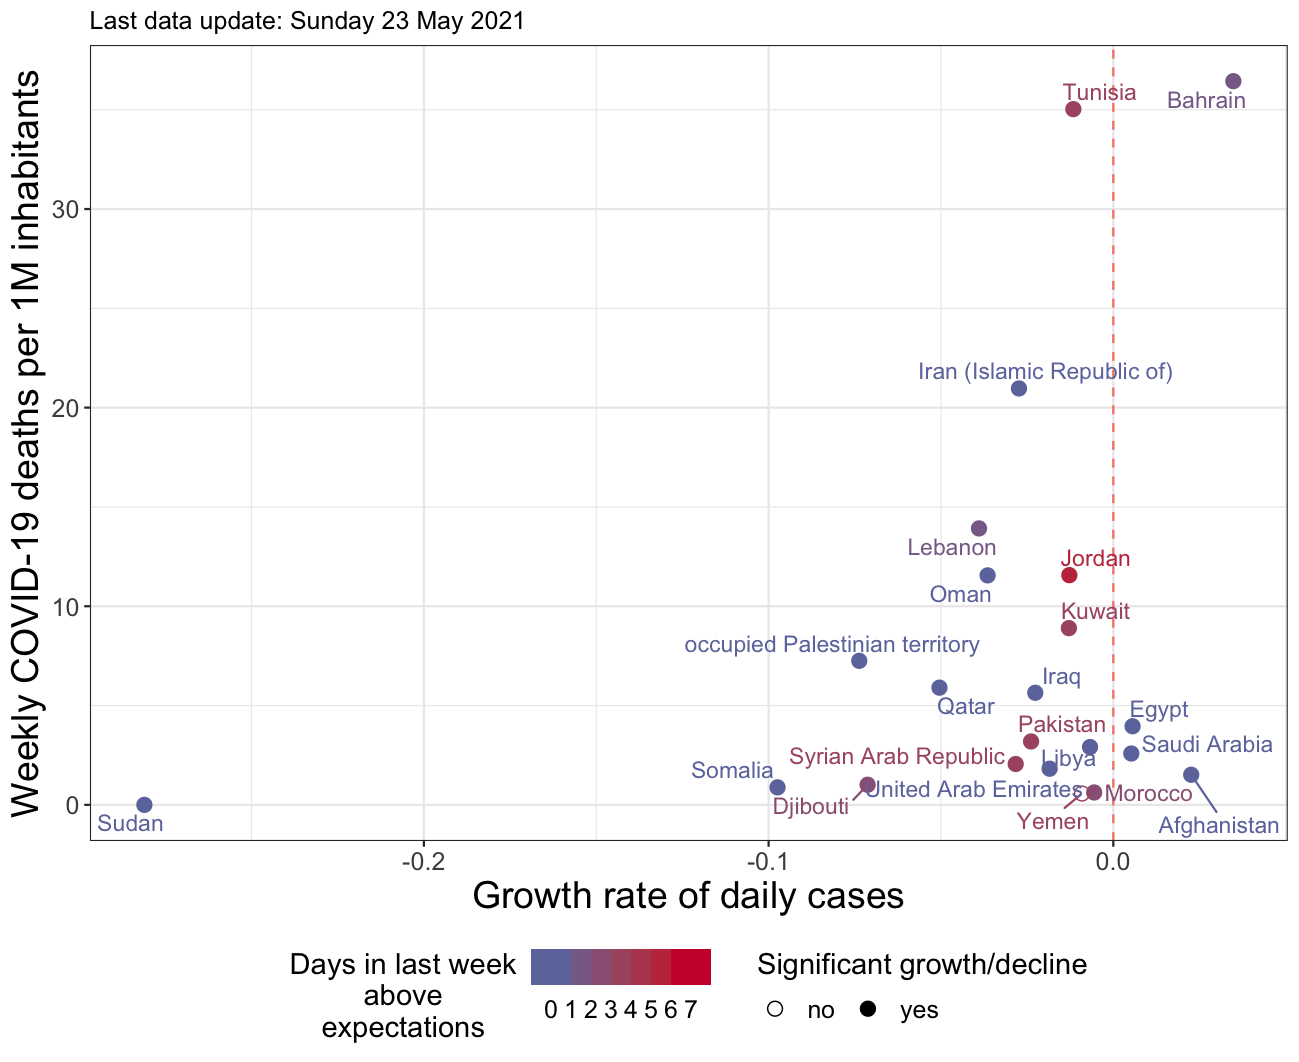 Last data update: Sunday 23 May 2021
Weekly COVID-19 deaths per 1M inhabitants
30
20
10
0
Tunisia
Bahrain
Iran (Islamic Republic of)
Lebanon
Jordan
Oman
Kuwait
occupied Palestinian territory
Iraq
Qatar
Egypt
Pakistan
Saudi Arabia
Syrian Arab Republic
Libya
Somalia
United Arab Emirates
Djibouti
Morocco
Yemen
Sudan
Afghanistan
-0.2
-0.1
0.0
Growth rate of daily cases
Days in last week
above
expectations
0 1 2 3 4 5 6 7
Significant growth/decline
no
yes